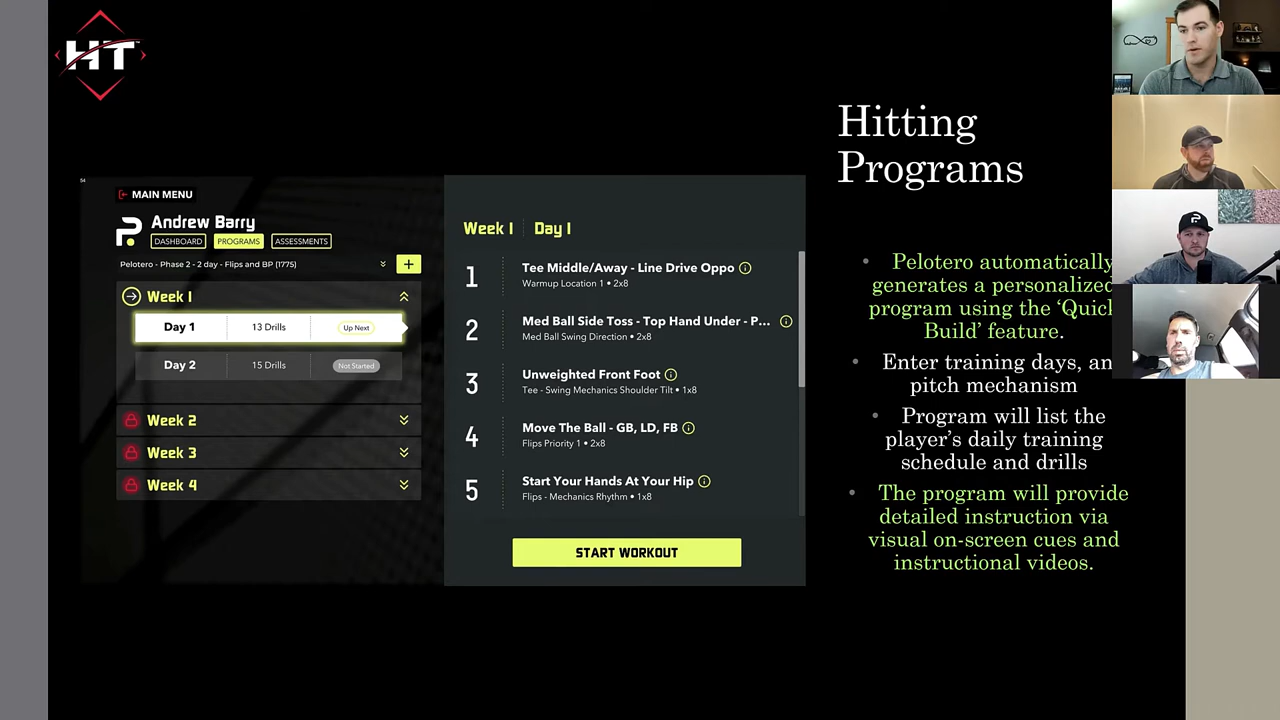 HT
Hitting
Programs
54
MAIN MENU
Andrew Barry
DASHBOARD
PROGRAMS
ASSESSMENTS
Pelotero - Phase 2 - 2 day - Flips and BP (1775)
+
Week 1
Day 1
13 Drills
Up Next
Day 2
15 Drills
Not Started
Week 2
Week 3
Week 4
Week 1
Day 1
1
Tee Middle/Away - Line Drive Oppo
Warmup Location 1 • 2x8
2
Med Ball Side Toss - Top Hand Under - P...
Med Ball Swing Direction • 2x8
3
Unweighted Front Foot
Tee - Swing Mechanics Shoulder Tilt • 1x8
4
Move The Ball - GB, LD, FB
Flips Priority 1 • 2x8
5
Start Your Hands At Your Hip
Flips - Mechanics Rhythm • 1x8
START WORKOUT
• Pelotero automatically
generates a personalized
program using the ‘Quick
Build’ feature.
• Enter training days, an
pitch mechanism
• Program will list the
player’s daily training
schedule and drills
• The program will provide
detailed instruction via
visual on-screen cues and
instructional videos.